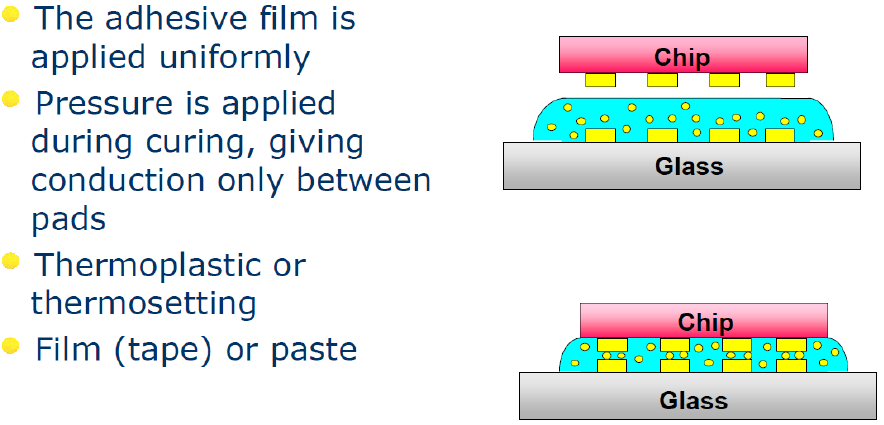 The adhesive film is
applied uniformly
Pressure is applied
during curing, giving
conduction only between
pads
Thermoplastic or
thermosetting
Film (tape) or paste
Chip
Glass
Chip
Glass